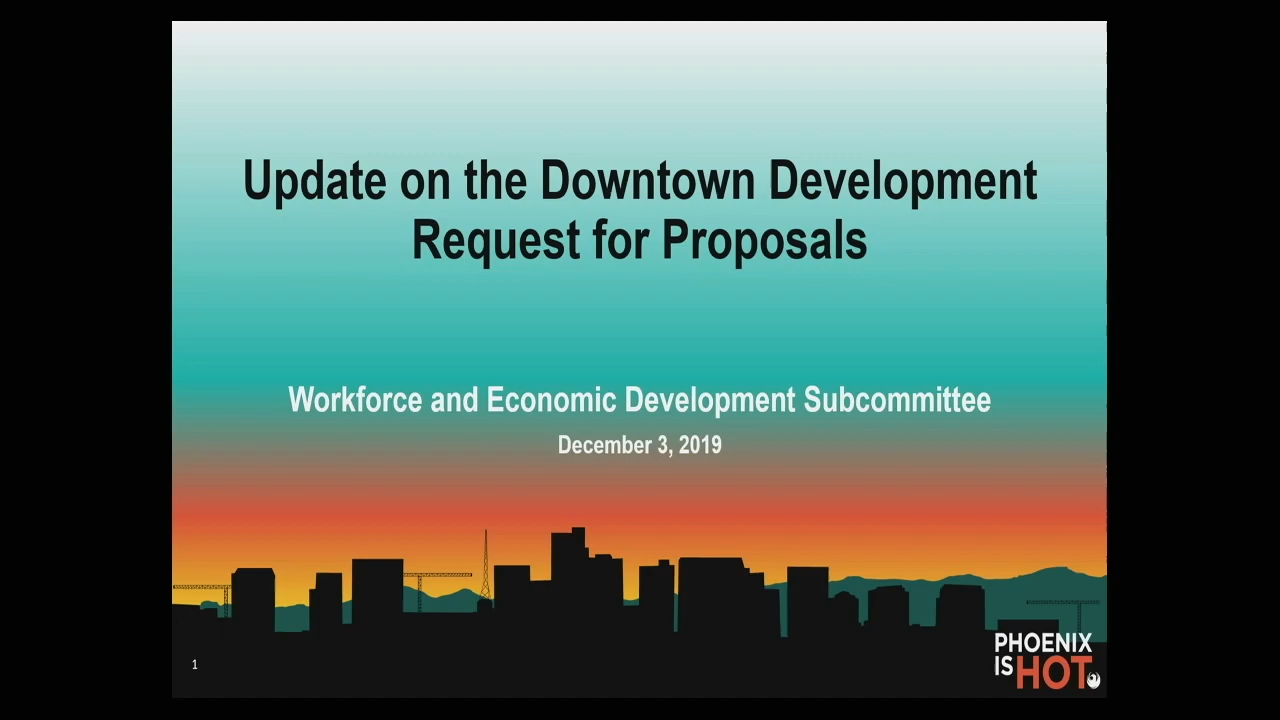 Update on the Downtown Development
Request for Proposals
Workforce and Economic Development Subcommittee
December 3, 2019
1
PHOENIX
IS HOT